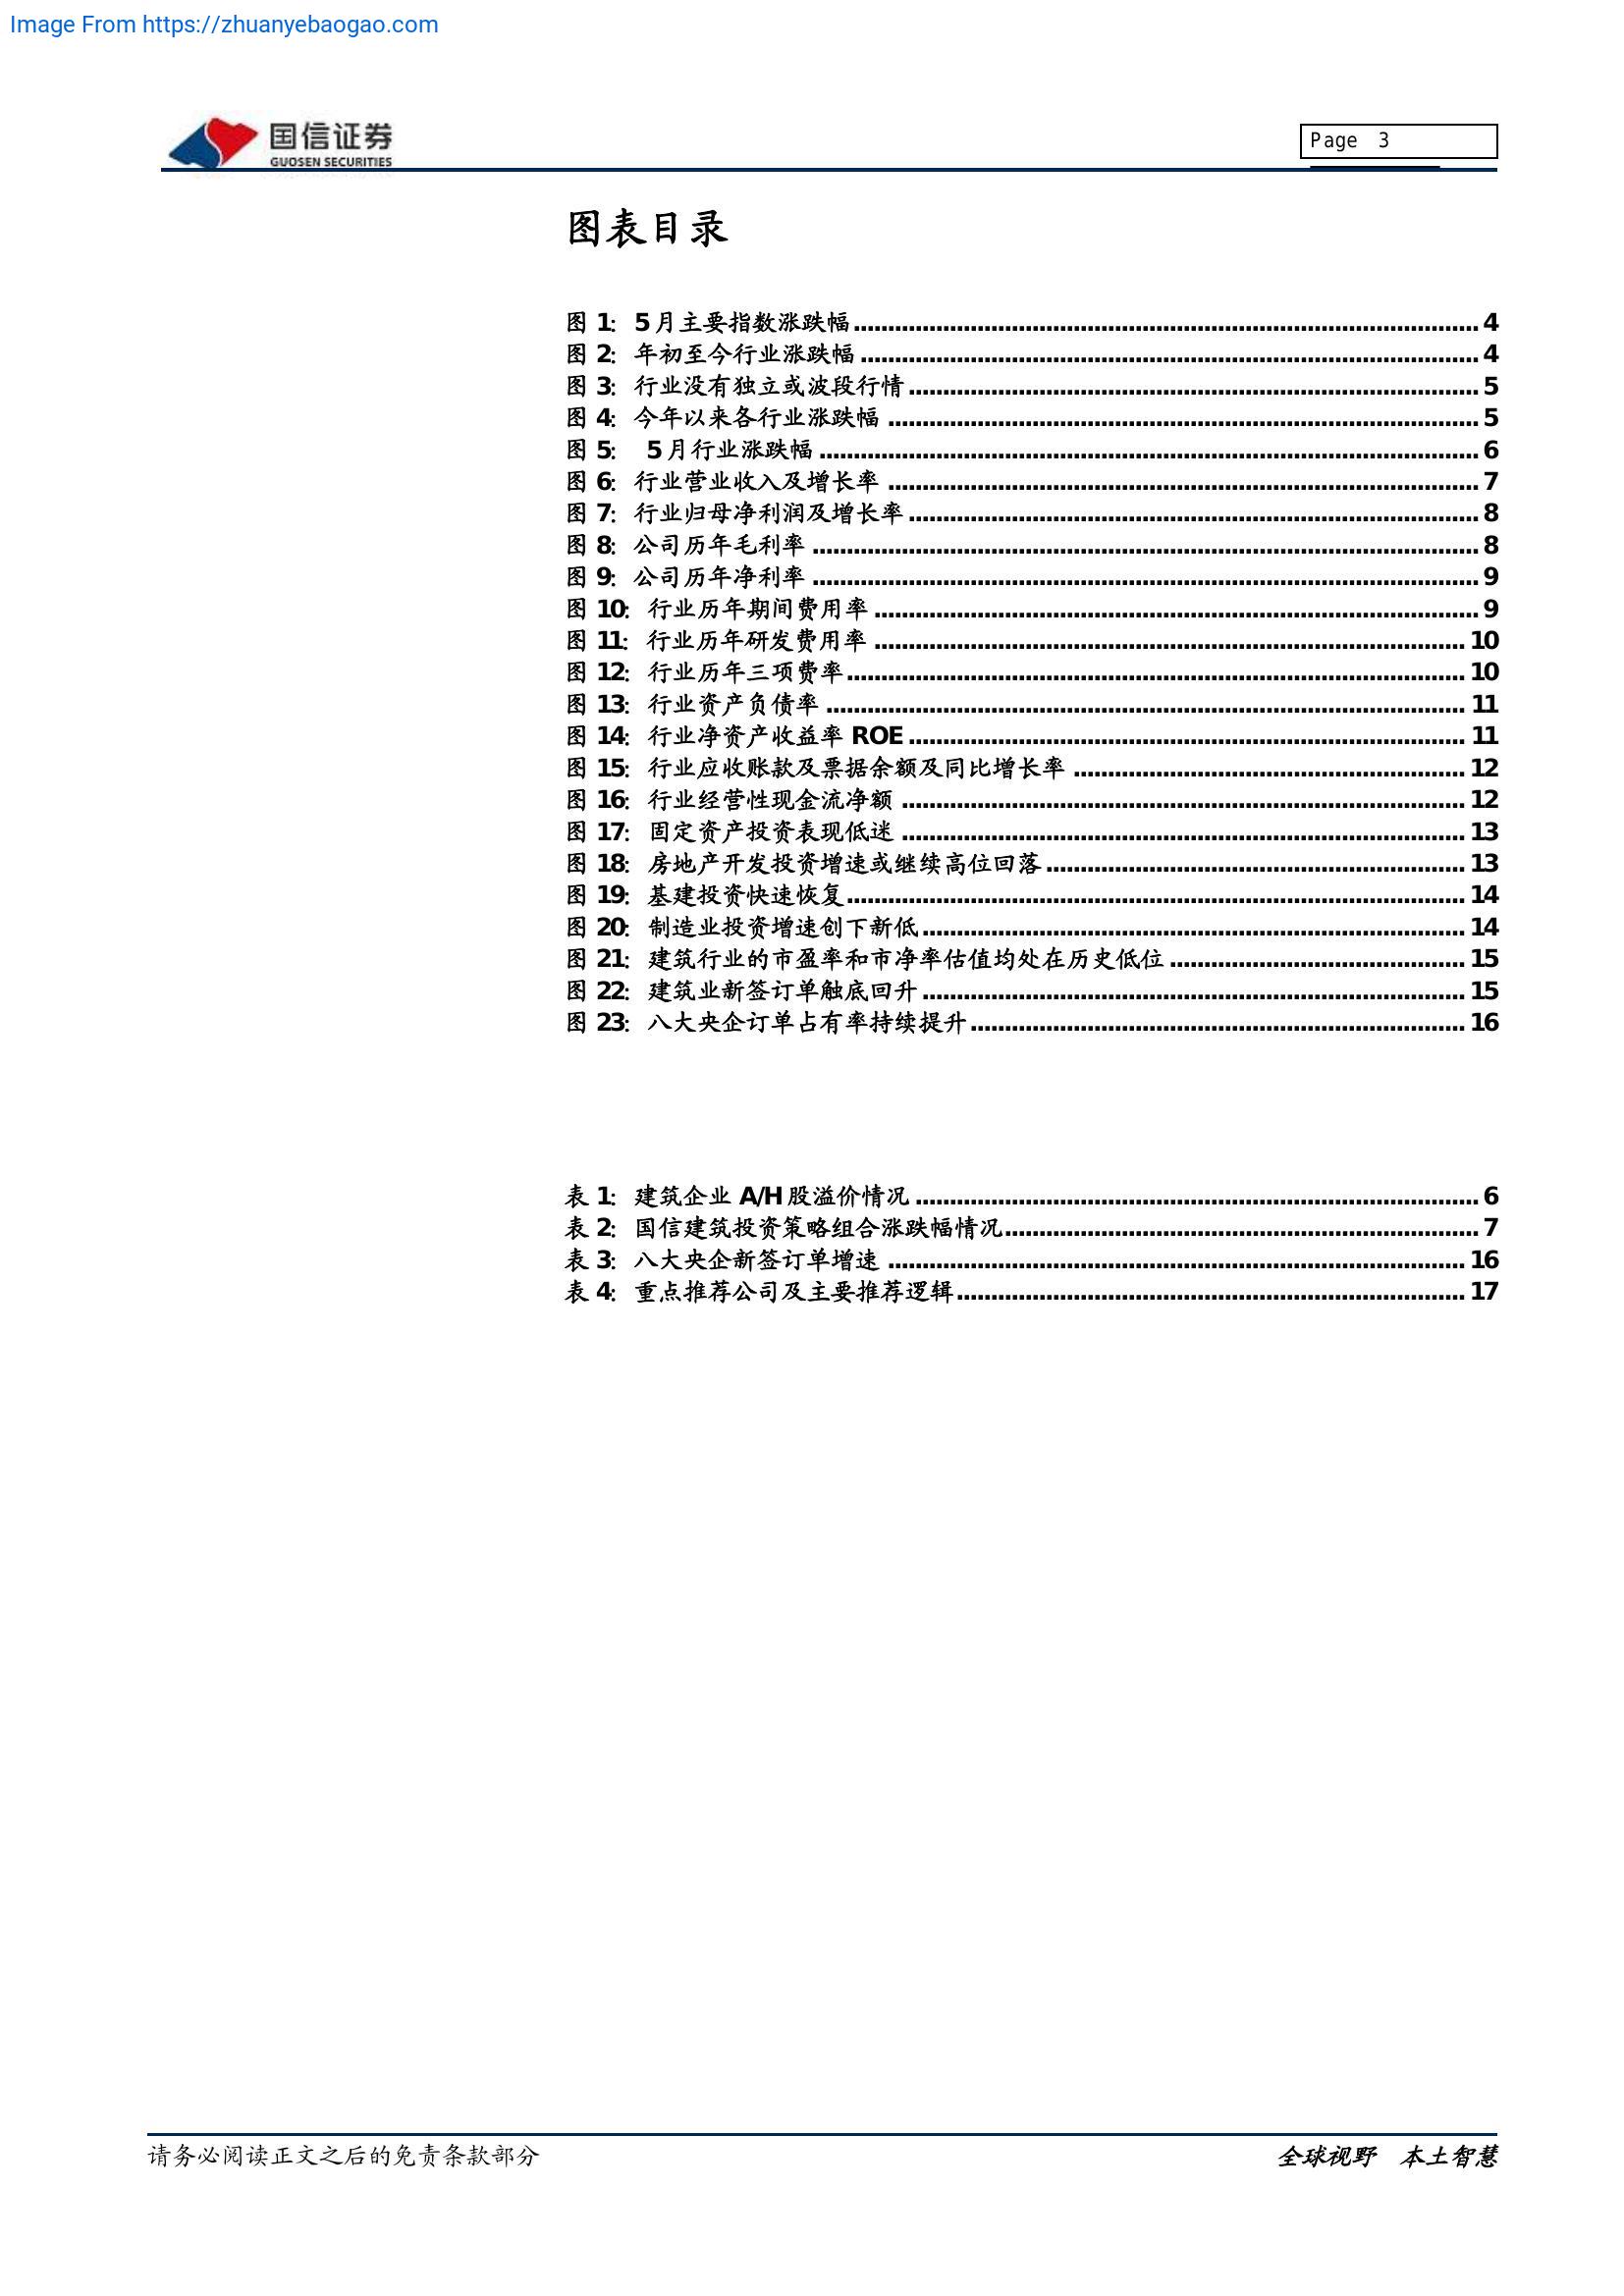 Image From https://zhuanyebaogao.com
国信证券
GUOSEN SECURITIES
Page 3
图表目录
图 1: 5 月主要指数涨跌幅 4
图 2: 年初至今行业涨跌幅 4
图 3: 行业没有独立或波段行情 5
图 4: 今年以来各行业涨跌幅 5
图 5: 5 月行业涨跌幅 6
图 6: 行业营业收入及增长率 7
图 7: 行业归母净利润及增长率 8
图 8: 公司历年毛利率 8
图 9: 公司历年净利率 9
图 10: 行业历年期间费用率 9
图 11: 行业历年研发费用率 10
图 12: 行业历年三项费率 10
图 13: 行业资产负债率 11
图 14: 行业净资产收益率 ROE 11
图 15: 行业应收账款及票据余额及同比增长率 12
图 16: 行业经营性现金流净额 12
图 17: 固定资产投资表现低迷 13
图 18: 房地产开发投资增速或继续高位回落 13
图 19: 基建投资快速恢复 14
图 20: 制造业投资增速创下新低 14
图 21: 建筑行业的市盈率和市净率估值均处在历史低位 15
图 22: 建筑业新签订单触底回升 15
图 23: 八大央企订单占有率持续提升 16
表 1: 建筑企业 A/H 股溢价情况 6
表 2: 国信建筑投资策略组合涨跌幅情况 7
表 3: 八大央企新签订单增速 16
表 4: 重点推荐公司及主要推荐逻辑 17
请务必阅读正文之后的免责条款部分
全球视野 本土智慧